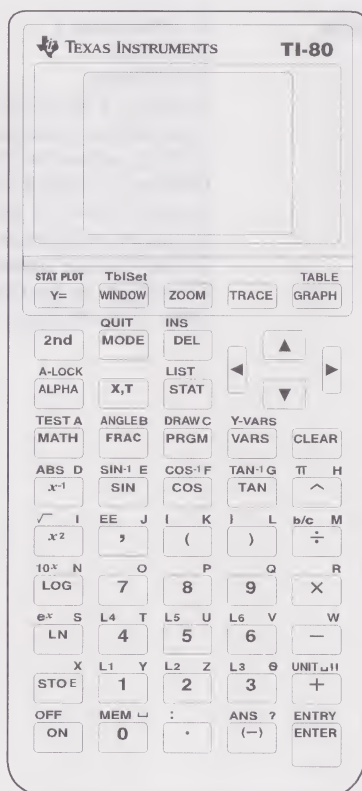 TEXAS INSTRUMENTS TI-80
STAT PLOT TblSet TABLE
Y= WINDOW ZOOM TRACE GRAPH
QUIT INS
2nd MODE DEL
A-LOCK LIST
ALPHA X,T STAT
TEST A ANGLE B DRAW C Y-VARS
MATH FRAC PRGM VARS CLEAR
ABS D SIN-1 E COS-1 F TAN-1 G π H
x-1 SIN COS TAN ^
√ I EE J { K } L b/c M
x2 , ( ) ÷
10x N O P Q R
LOG 7 8 9 ×
ex S L4 T L5 U L6 V W
LN 4 5 6 −
X L1 Y L2 Z L3 θ UNIT ␣ I I
STO E 1 2 3 +
OFF MEM ␣ : ANS ? ENTRY
ON 0 . (−) ENTER